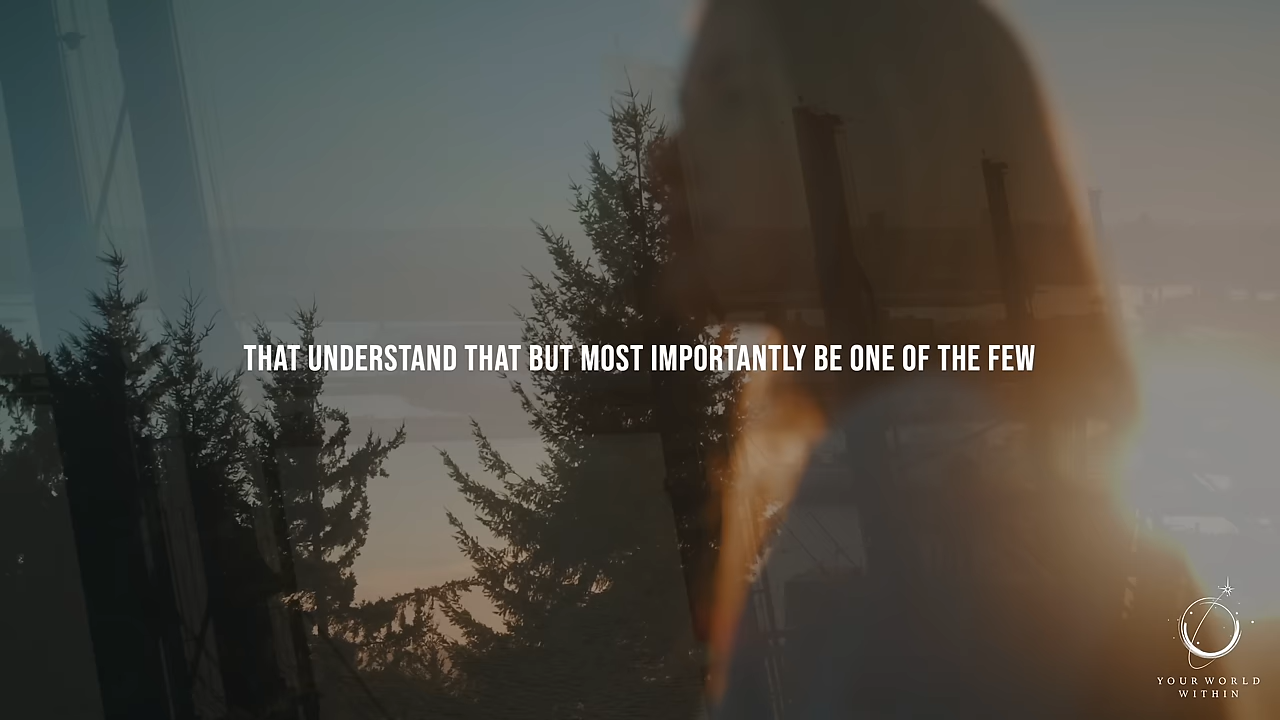 THAT UNDERSTAND THAT BUT MOST IMPORTANTLY BE ONE OF THE FEW
YOUR WORLD
WITHIN